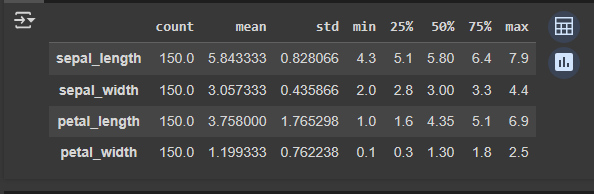 count mean std min 25% 50% 75% max
sepal_length 150.0 5.843333 0.828066 4.3 5.1 5.80 6.4 7.9
sepal_width 150.0 3.057333 0.435866 2.0 2.8 3.00 3.3 4.4
petal_length 150.0 3.758000 1.765298 1.0 1.6 4.35 5.1 6.9
petal_width 150.0 1.199333 0.762238 0.1 0.3 1.30 1.8 2.5